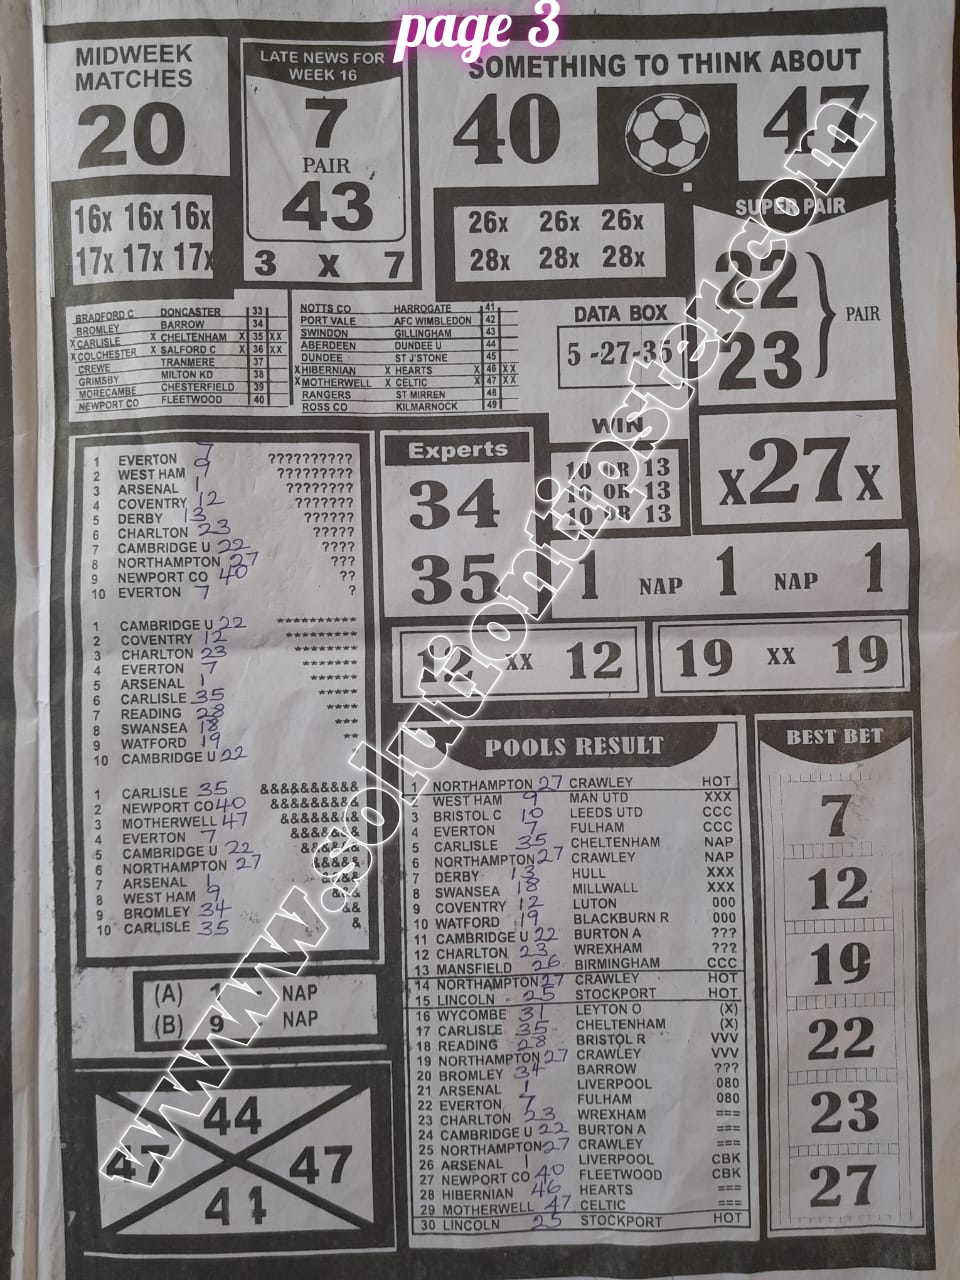 page 3
MIDWEEK
MATCHES
20
LATE NEWS FOR
WEEK 16
7
PAIR
43
3 X 7
SOMETHING TO THINK ABOUT
40
47
16x 16x 16x
17x 17x 17x
26x 26x 26x
28x 28x 28x
SUPER PAIR
22
23
PAIR
BRADFORD C DONCASTER 33
BROMLEY BARROW 34
X CARLISLE X CHELTENHAM X 35 XX
X COLCHESTER X SALFORD C X 36 XX
CREWE TRANMERE 37
GRIMSBY MILTON KD 38
MORECAMBE CHESTERFIELD 39
NEWPORT CO FLEETWOOD 40
NOTTS CO HARROGATE 41
PORT VALE AFC WIMBLEDON 42
SWINDON GILLINGHAM 43
ABERDEEN DUNDEE U 44
DUNDEE ST J'STONE 45
X HIBERNIAN X HEARTS X 46 XX
X MOTHERWELL X CELTIC X 47 XX
RANGERS ST MIRREN 48
ROSS CO KILMARNOCK 49
DATA BOX
5 -27-35
WIN
10 OR 13
10 OR 13
10 OR 13
X27X
Experts
34
35
1 NAP 1 NAP 1
12 XX 12
19 XX 19
1 EVERTON 7 ??????????
2 WEST HAM 9 ?????????
3 ARSENAL 1 ????????
4 COVENTRY 12 ???????
5 DERBY 13 ??????
6 CHARLTON 23 ?????
7 CAMBRIDGE U 22 ????
8 NORTHAMPTON 27 ???
9 NEWPORT CO 40 ??
10 EVERTON 7 ?
1 CAMBRIDGE U 22 **********
2 COVENTRY 12 *********
3 CHARLTON 23 ********
4 EVERTON 7 *******
5 ARSENAL 1 ******
6 CARLISLE 35 *****
7 READING 28 ****
8 SWANSEA 18 ***
9 WATFORD 19 **
10 CAMBRIDGE U 22
1 CARLISLE 35 &&&&&&&&&&
2 NEWPORT CO 40 &&&&&&&&&
3 MOTHERWELL 47 &&&&&&&&
4 EVERTON 7 &&&&&&&
5 CAMBRIDGE U 22 &&&&&&
6 NORTHAMPTON 27 &&&&&
7 ARSENAL 1 &&&&
8 WEST HAM 9 &&&
9 BROMLEY 34 &&
10 CARLISLE 35 &
(A) 1 - NAP
(B) 9 - NAP
44
47 47
44
POOLS RESULT
1 NORTHAMPTON 27 CRAWLEY HOT
WEST HAM 9 MAN UTD XXX
3 BRISTOL C 10 LEEDS UTD CCC
4 EVERTON 7 FULHAM CCC
5 CARLISLE 35 CHELTENHAM NAP
6 NORTHAMPTON 27 CRAWLEY NAP
7 DERBY 13 HULL XXX
8 SWANSEA 18 MILLWALL XXX
9 COVENTRY 12 LUTON 000
10 WATFORD 19 BLACKBURN R 000
11 CAMBRIDGE U 22 BURTON A ???
12 CHARLTON 23 WREXHAM ???
13 MANSFIELD 26 BIRMINGHAM CCC
14 NORTHAMPTON 27 CRAWLEY HOT
15 LINCOLN - 25 STOCKPORT HOT
16 WYCOMBE 31 LEYTON O (X)
17 CARLISLE 35 CHELTENHAM (X)
18 READING 28 BRISTOL R VVV
19 NORTHAMPTON 27 CRAWLEY VVV
20 BROMLEY 34 BARROW ???
21 ARSENAL 1 LIVERPOOL 080
22 EVERTON 7 FULHAM 080
23 CHARLTON 23 WREXHAM ===
24 CAMBRIDGE U 22 BURTON A ===
25 NORTHAMPTON 27 CRAWLEY ===
26 ARSENAL 1 LIVERPOOL CBK
27 NEWPORT CO 40 FLEETWOOD CBK
28 HIBERNIAN 46 HEARTS ===
29 MOTHERWELL 47 CELTIC ===
30 LINCOLN 25 STOCKPORT HOT
BEST BET
7
12
19
22
23
27
www.solutiontipster.com